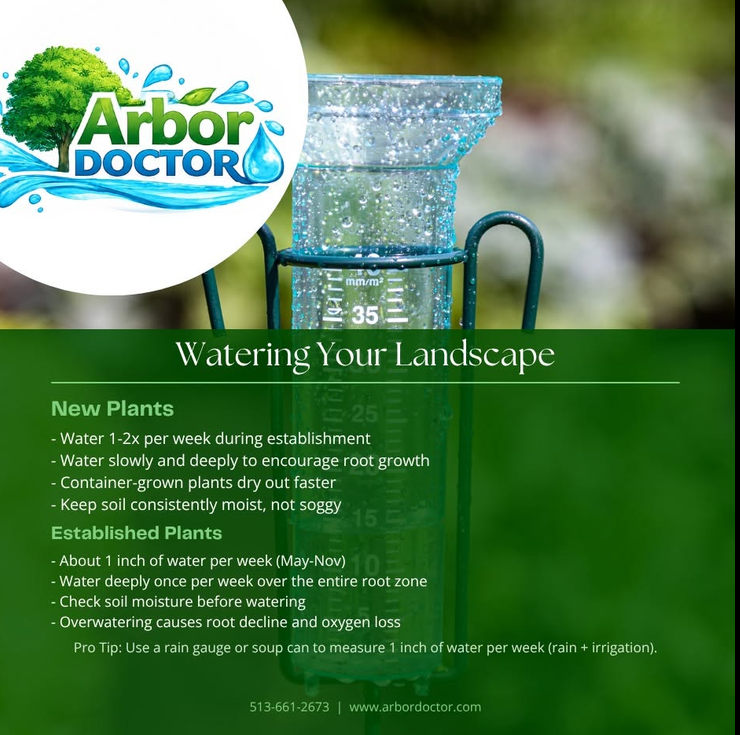 Arbor
DOCTOR
mm/m²
35
Watering Your Landscape
25
New Plants
- Water 1-2x per week during establishment
- Water slowly and deeply to encourage root growth
- Container-grown plants dry out faster
- Keep soil consistently moist, not soggy
15
Established Plants
- About 1 inch of water per week (May-Nov)
10
- Water deeply once per week over the entire root zone
- Check soil moisture before watering
- Overwatering causes root decline and oxygen loss
Pro Tip: Use a rain gauge or soup can to measure 1 inch of water per week (rain + irrigation).
513-661-2673 | www.arbordoctor.com